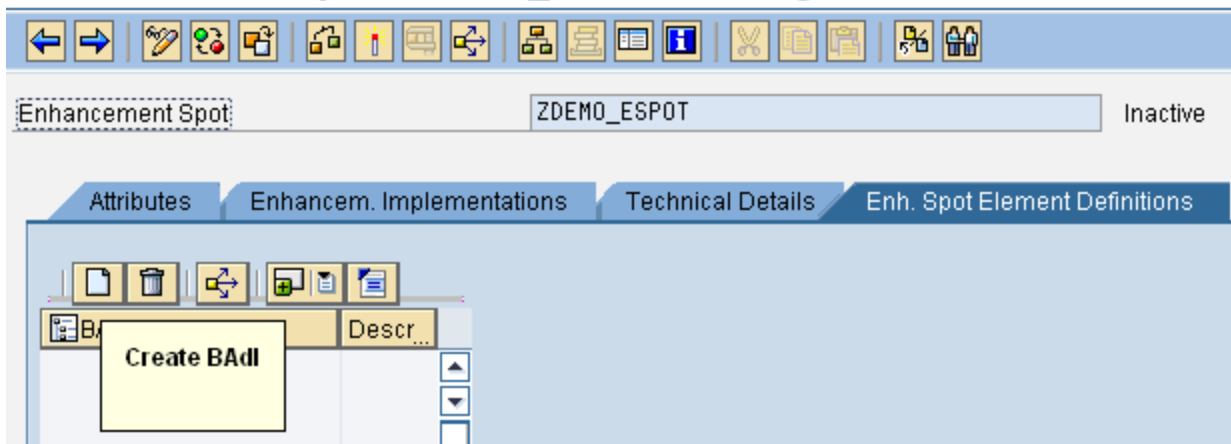 Enhancement Spot ZDEMO_ESPOT Inactive
Attributes Enhancem. Implementations Technical Details Enh. Spot Element Definitions
Descr...
Create BAdI